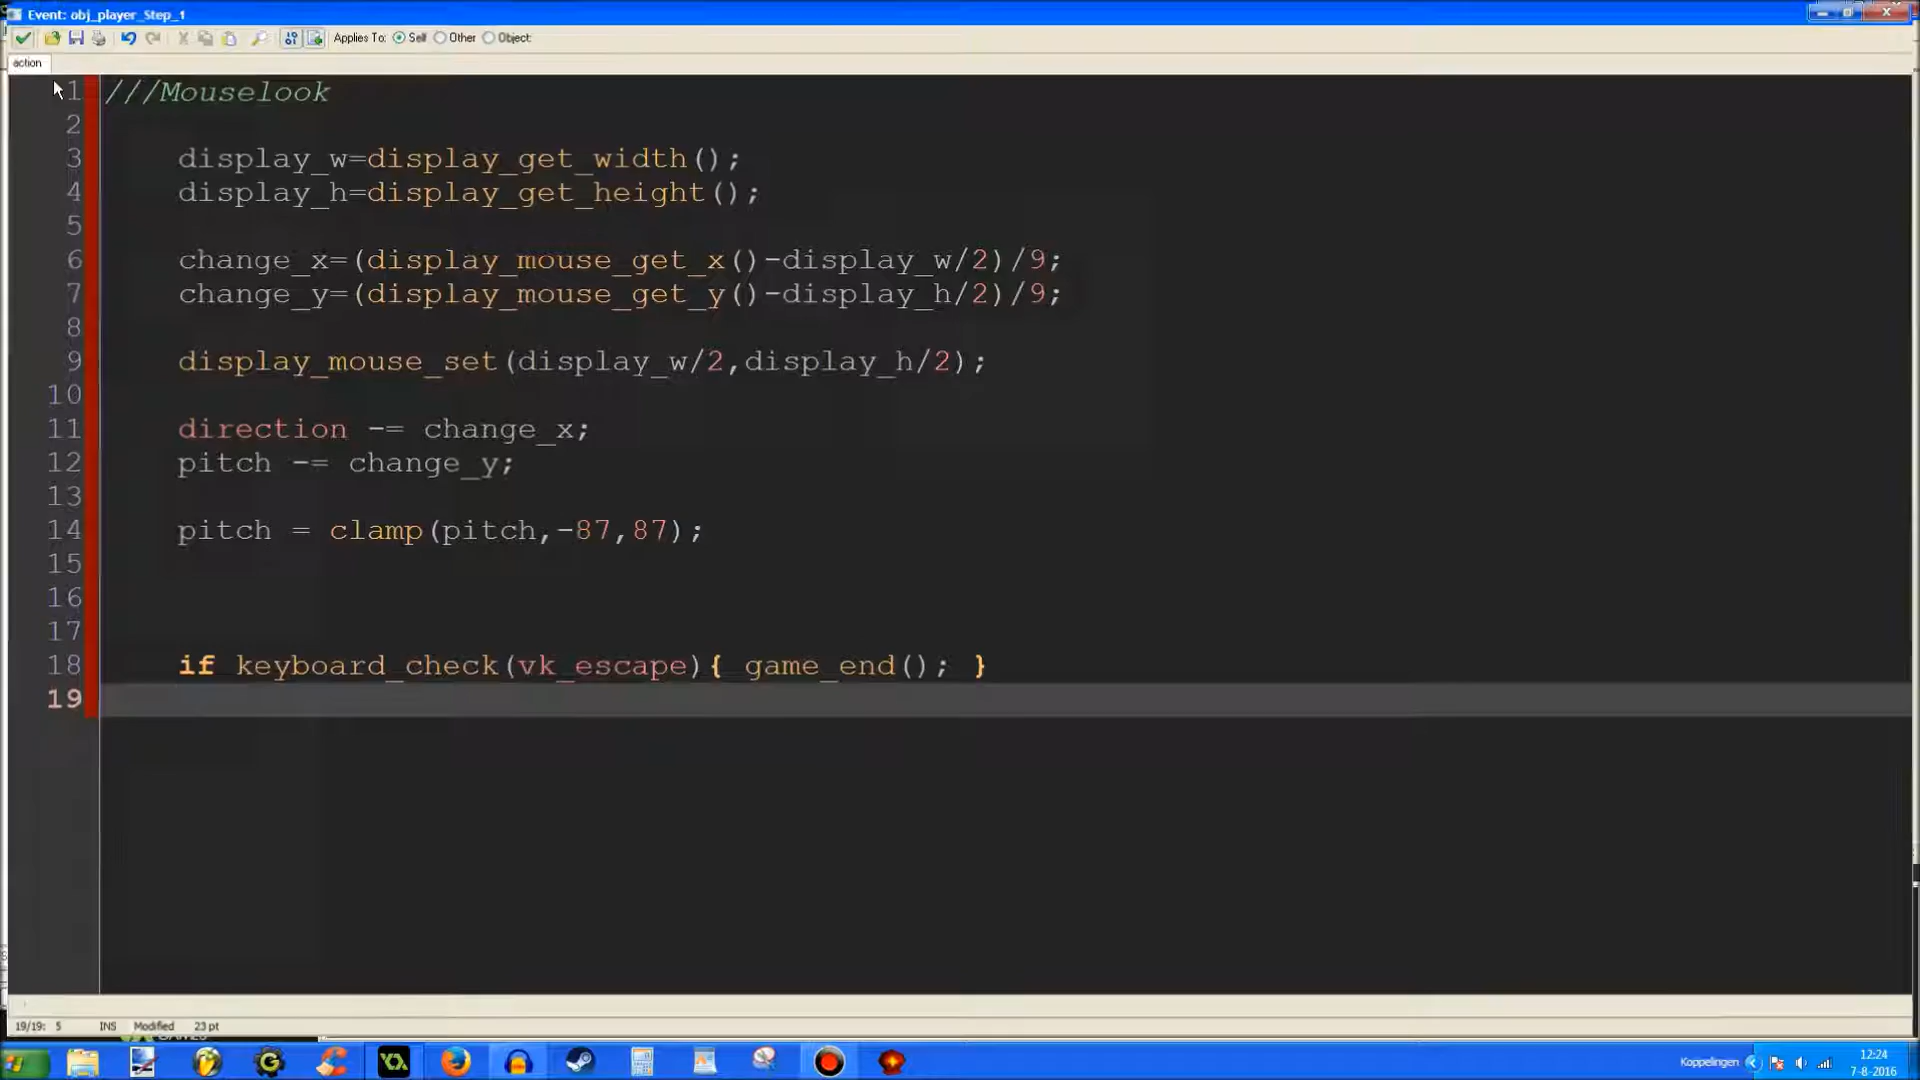 Event: obj_player_Step_1
Applies To: Self Other Object:
action
1 ///Mouselook
2
3 display_w=display_get_width();
4 display_h=display_get_height();
5
6 change_x=(display_mouse_get_x()-display_w/2)/9;
7 change_y=(display_mouse_get_y()-display_h/2)/9;
8
9 display_mouse_set(display_w/2,display_h/2);
10
11 direction -= change_x;
12 pitch -= change_y;
13
14 pitch = clamp(pitch,-87,87);
15
16
17
18 if keyboard_check(vk_escape){ game_end(); }
19
19/19: 5 INS Modified 23 pt
Koppelingen
12:24
7-8-2016